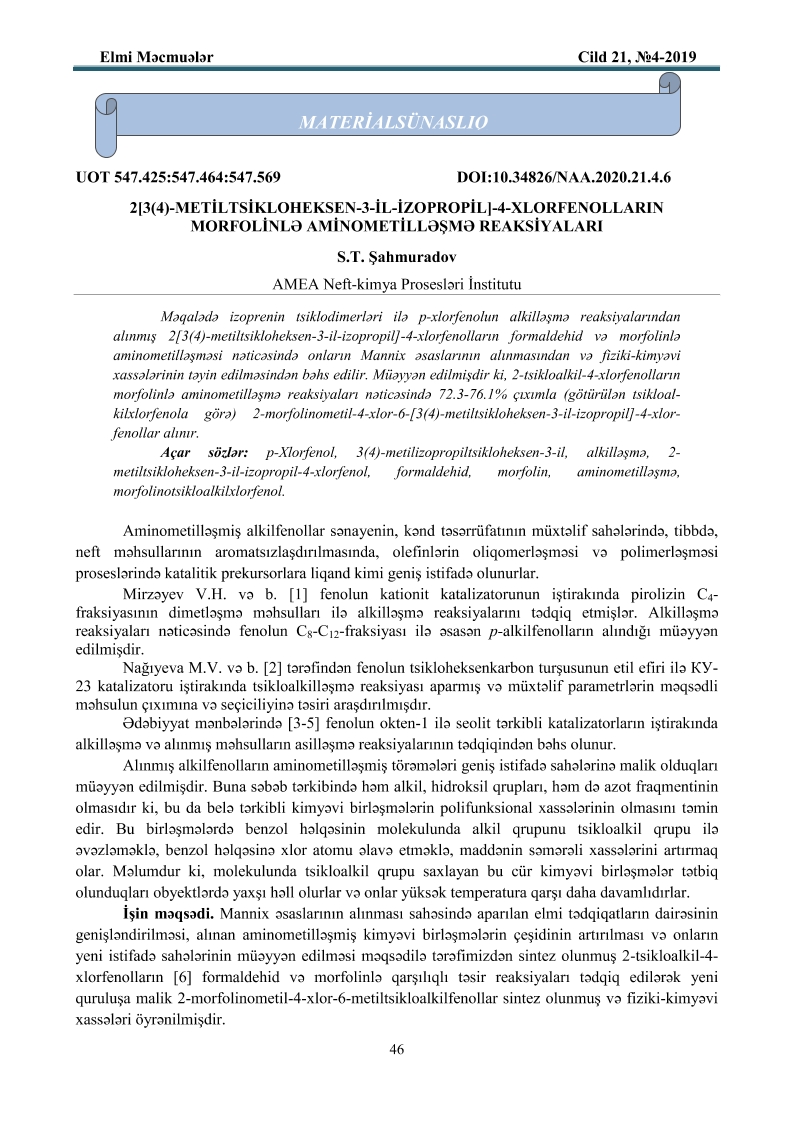 Elmi Məcmuələr Cild 21, №4-2019
MATERİALSÜNASLIQ
UOT 547.425:547.464:547.569 DOI:10.34826/NAA.2020.21.4.6
2[3(4)-METİLTSİKLOHEKSEN-3-İL-İZOPROPİL]-4-XLORFENOLLARIN
MORFOLİNLƏ AMİNOMETİLLƏŞMƏ REAKSİYALARI
S.T. Şahmuradov
AMEA Neft-kimya Prosesləri İnstitutu
Məqalədə izoprenin tsiklodimerləri ilə p-xlorfenolun alkilləşmə reaksiyalarından
alınmış 2[3(4)-metiltsikloheksen-3-il-izopropil]-4-xlorfenolların formaldehid və morfolinlə
aminometilləşməsi nəticəsində onların Mannix əsaslarının alınmasından və fiziki-kimyəvi
xassələrinin təyin edilməsindən bəhs edilir. Müəyyən edilmişdir ki, 2-tsikloalkil-4-xlorfenolların
morfolinlə aminometilləşmə reaksiyaları nəticəsində 72.3-76.1% çıxımla (götürülən tsikloal-
kilxlorfenola görə) 2-morfolinometil-4-xlor-6-[3(4)-metiltsikloheksen-3-il-izopropil]-4-xlor-
fenollar alınır.
Açar sözlər: p-Xlorfenol, 3(4)-metilizopropiltsikloheksen-3-il, alkilləşmə, 2-
metiltsikloheksen-3-il-izopropil-4-xlorfenol, formaldehid, morfolin, aminometilləşmə,
morfolinotsikloalkilxlorfenol.
Aminometilləşmiş alkilfenollar sənayenin, kənd təsərrüfatının müxtəlif sahələrində, tibbdə,
neft məhsullarının aromatsızlaşdırılmasında, olefinlərin oliqomerləşməsi və polimerləşməsi
proseslərində katalitik prekursorlara liqand kimi geniş istifadə olunurlar.
Mirzəyev V.H. və b. [1] fenolun kationit katalizatorunun iştirakında pirolizin C₄-
fraksiyasının dimetləşmə məhsulları ilə alkilləşmə reaksiyalarını tədqiq etmişlər. Alkilləşmə
reaksiyaları nəticəsində fenolun C₈-C₁₂-fraksiyası ilə əsasən p-alkilfenolların alındığı müəyyən
edilmişdir.
Nağıyeva M.V. və b. [2] tərəfindən fenolun tsikloheksenkarbon turşusunun etil efiri ilə КУ-
23 katalizatoru iştirakında tsikloalkilləşmə reaksiyası aparmış və müxtəlif parametrlərin məqsədli
məhsulun çıxımına və seçiciliyinə təsiri araşdırılmışdır.
Ədəbiyyat mənbələrində [3-5] fenolun okten-1 ilə seolit tərkibli katalizatorların iştirakında
alkilləşmə və alınmış məhsulların asilləşmə reaksiyalarının tədqiqindən bəhs olunur.
Alınmış alkilfenolların aminometilləşmiş törəmələri geniş istifadə sahələrinə malik olduqları
müəyyən edilmişdir. Buna səbəb tərkibində həm alkil, hidroksil qrupları, həm də azot fraqmentinin
olmasıdır ki, bu da belə tərkibli kimyəvi birləşmələrin polifunksional xassələrinin olmasını təmin
edir. Bu birləşmələrdə benzol həlqəsinin molekulunda alkil qrupunu tsikloalkil qrupu ilə
əvəzləməklə, benzol həlqəsinə xlor atomu əlavə etməklə, maddənin səmərəli xassələrini artırmaq
olar. Məlumdur ki, molekulunda tsikloalkil qrupu saxlayan bu cür kimyəvi birləşmələr tətbiq
olunduqları obyektlərdə yaxşı həll olurlar və onlar yüksək temperatura qarşı daha davamlıdırlar.
İşin məqsədi. Mannix əsaslarının alınması sahəsində aparılan elmi tədqiqatların dairəsinin
genişləndirilməsi, alınan aminometilləşmiş kimyəvi birləşmələrin çeşidinin artırılması və onların
yeni istifadə sahələrinin müəyyən edilməsi məqsədilə tərəfimizdən sintez olunmuş 2-tsikloalkil-4-
xlorfenolların [6] formaldehid və morfolinlə qarşılıqlı təsir reaksiyaları tədqiq edilərək yeni
quruluşa malik 2-morfolinometil-4-xlor-6-metiltsikloalkilfenollar sintez olunmuş və fiziki-kimyəvi
xassələri öyrənilmişdir.
46